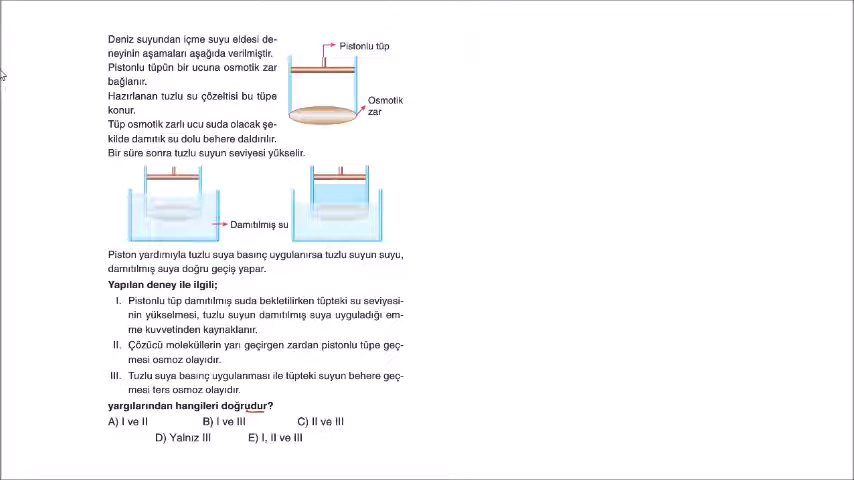 Deniz suyundan içme suyu eldesi de-
neyinin aşamaları aşağıda verilmiştir.
Pistonlu tüpün bir ucuna osmotik zar
bağlanır.
Hazırlanan tuzlu su çözeltisi bu tüpe
konur.
Tüp osmotik zarlı ucu suda olacak şe-
kilde damıtık su dolu behere daldırılır.
Bir süre sonra tuzlu suyun seviyesi yükselir.
Pistonlu tüp
Osmotik
zar
Damıtılmış su
Piston yardımıyla tuzlu suya basınç uygulanırsa tuzlu suyun suyu,
damıtılmış suya doğru geçiş yapar.
Yapılan deney ile ilgili;
I. Pistonlu tüp damıtılmış suda bekletilirken tüpteki su seviyesi-
nin yükselmesi, tuzlu suyun damıtılmış suya uyguladığı em-
me kuvvetinden kaynaklanır.
II. Çözücü moleküllerin yarı geçirgen zardan pistonlu tüpe geç-
mesi osmoz olayıdır.
III. Tuzlu suya basınç uygulanması ile tüpteki suyun behere geç-
mesi ters osmoz olayıdır.
yargılarından hangileri doğrudur?
A) I ve II B) I ve III C) II ve III
D) Yalnız III E) I, II ve III